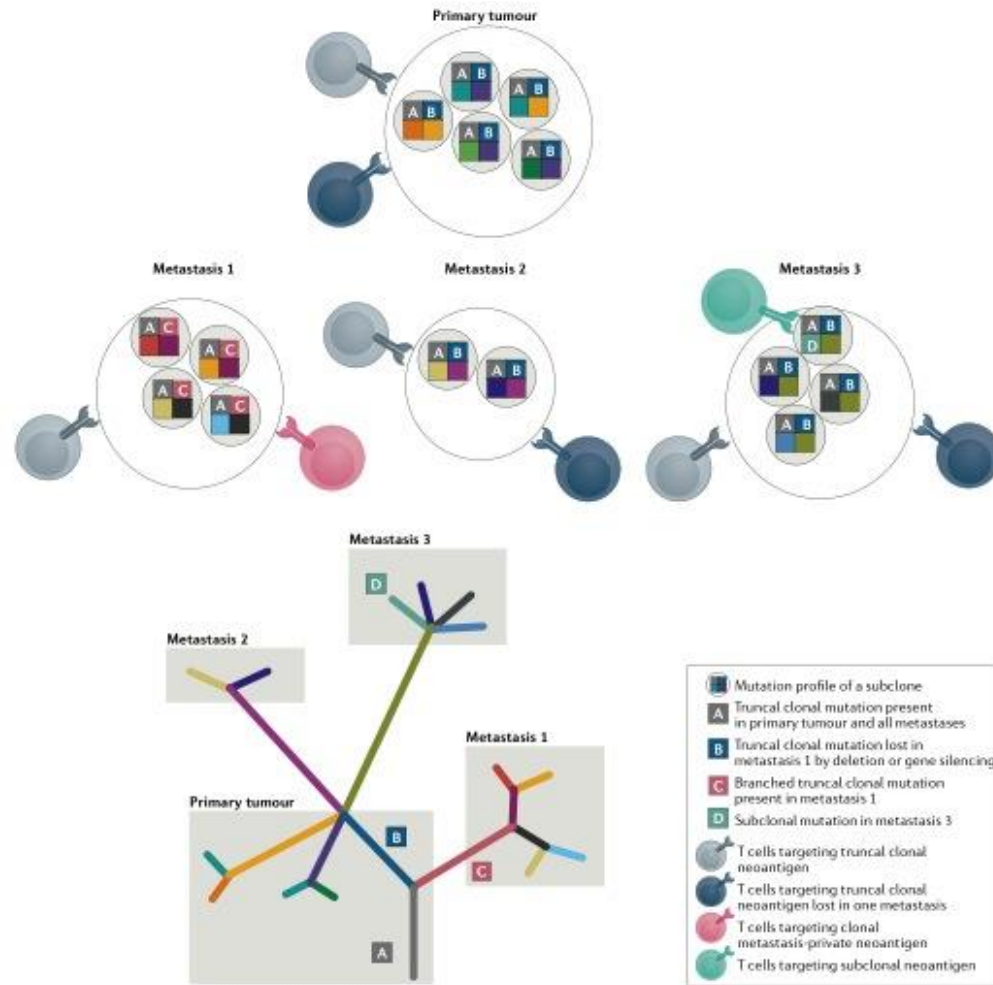 Primary tumour
A B
A B
A B
A B
A B
Metastasis 1
Metastasis 2
Metastasis 3
A C
A C
A C
A C
A B
A B
A B
D
A B
A B
A B
Metastasis 3
D
Metastasis 2
Metastasis 1
Primary tumour
B
C
A
Mutation profile of a subclone
A Truncal clonal mutation present
in primary tumour and all metastases
B Truncal clonal mutation lost in
metastasis 1 by deletion or gene silencing
C Branched truncal clonal mutation
present in metastasis 1
D Subclonal mutation in metastasis 3
T cells targeting truncal clonal
neoantigen
T cells targeting truncal clonal
neoantigen lost in one metastasis
T cells targeting clonal
metastasis-private neoantigen
T cells targeting subclonal neoantigen